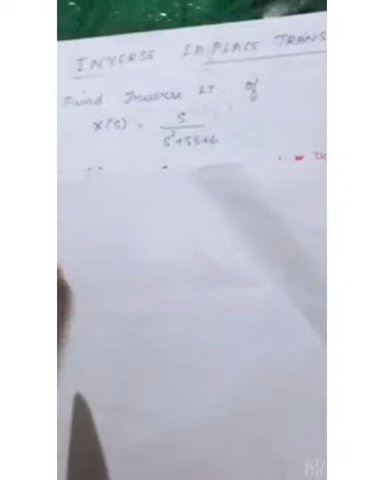 INVERSE LAPLACE TRANS
Find Inverse LT of
X(S) = S
S²+5S+6